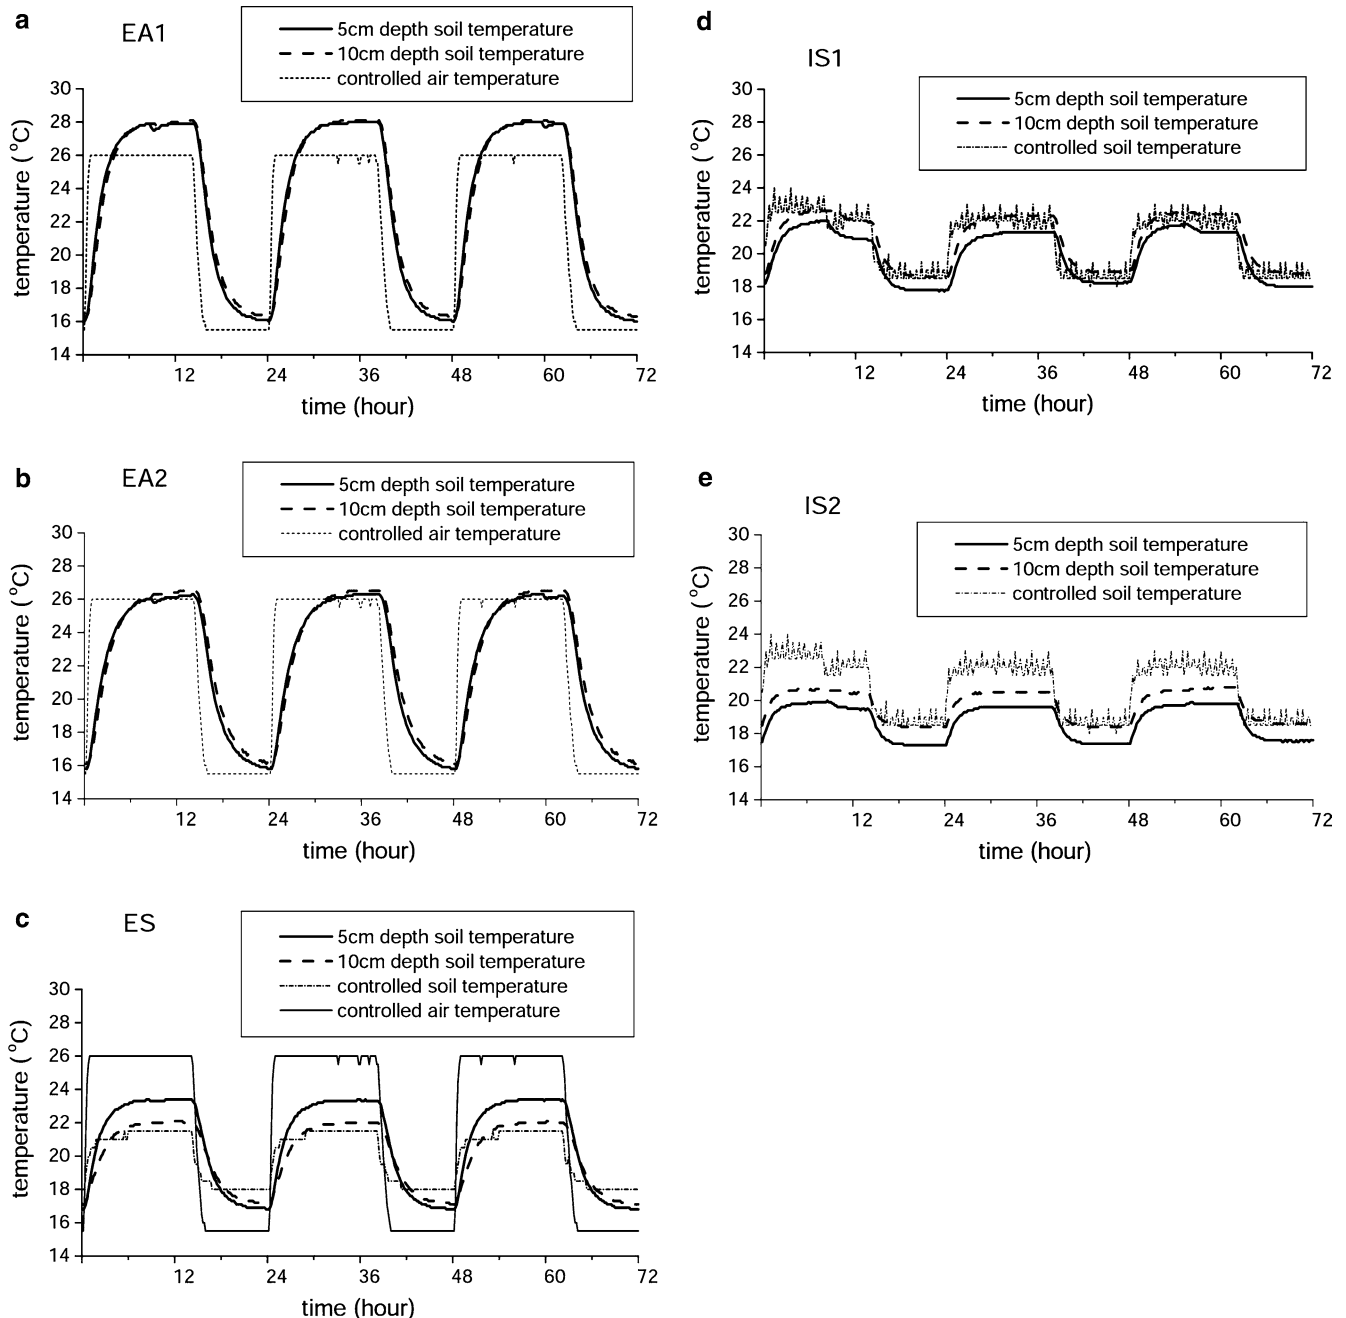 a
EA1
5cm depth soil temperature
10cm depth soil temperature
controlled air temperature
temperature ( °C)
30
28
26
24
22
20
18
16
14
12
24
36
48
60
72
time (hour)
b
EA2
5cm depth soil temperature
10cm depth soil temperature
controlled air temperature
temperature ( °C)
30
28
26
24
22
20
18
16
14
12
24
36
48
60
72
time (hour)
c
ES
5cm depth soil temperature
10cm depth soil temperature
controlled soil temperature
controlled air temperature
temperature ( °C)
30
28
26
24
22
20
18
16
14
12
24
36
48
60
72
time (hour)
d
IS1
5cm depth soil temperature
10cm depth soil temperature
controlled soil temperature
temperature ( °C)
30
28
26
24
22
20
18
16
14
12
24
36
48
60
72
time (hour)
e
IS2
5cm depth soil temperature
10cm depth soil temperature
controlled soil temperature
temperature ( °C)
30
28
26
24
22
20
18
16
14
12
24
36
48
60
72
time (hour)